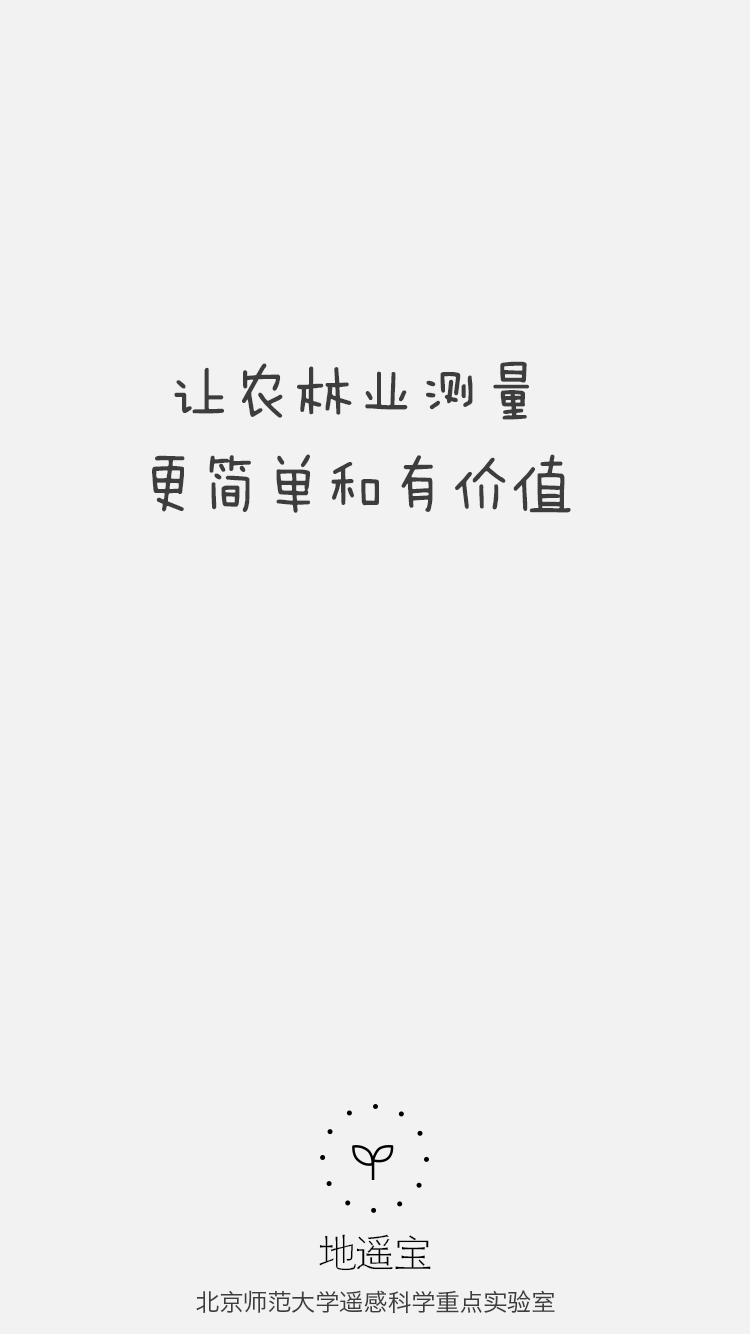 让农林业测量
更简单和有价值
地遥宝
北京师范大学遥感科学重点实验室